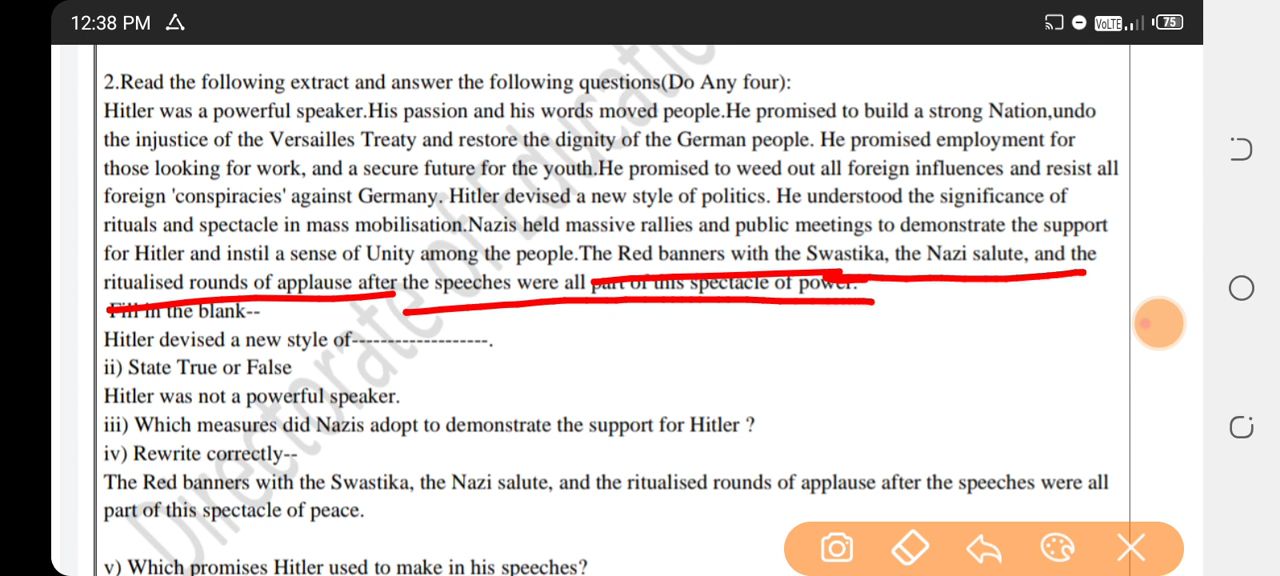 12:38 PM
VoLTE 75
2.Read the following extract and answer the following questions(Do Any four):
Hitler was a powerful speaker.His passion and his words moved people.He promised to build a strong Nation,undo
the injustice of the Versailles Treaty and restore the dignity of the German people. He promised employment for
those looking for work, and a secure future for the youth.He promised to weed out all foreign influences and resist all
foreign 'conspiracies' against Germany. Hitler devised a new style of politics. He understood the significance of
rituals and spectacle in mass mobilisation.Nazis held massive rallies and public meetings to demonstrate the support
for Hitler and instil a sense of Unity among the people.The Red banners with the Swastika, the Nazi salute, and the
ritualised rounds of applause after the speeches were all part of this spectacle of power.
Fill in the blank--
Hitler devised a new style of-------------------.
ii) State True or False
Hitler was not a powerful speaker.
iii) Which measures did Nazis adopt to demonstrate the support for Hitler ?
iv) Rewrite correctly--
The Red banners with the Swastika, the Nazi salute, and the ritualised rounds of applause after the speeches were all
part of this spectacle of peace.
v) Which promises Hitler used to make in his speeches?
Directorate of Educatio